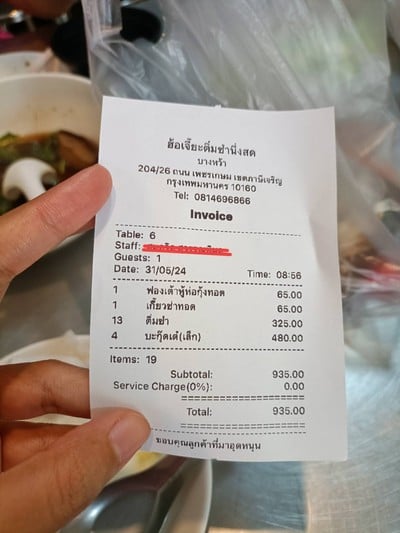 ฮ้อเจี๊ยะติ่มซำนึ่งสด
บางหว้า
204/26 ถนน เพชรเกษม เขตภาษีเจริญ
กรุงเทพมหานคร 10160
Tel: 0814696866
Invoice
Table: 6
Staff:
Guests: 1
Date: 31/05/24 Time: 08:56
1 ฟองเต้าหู้ห่อกุ้งทอด 65.00
1 เกี๊ยวซ่าทอด 65.00
13 ติ่มซำ 325.00
4 บะกุ๊ดเต๋(เล็ก) 480.00
Items: 19
Subtotal: 935.00
Service Charge(0%): 0.00
Total: 935.00
ขอบคุณลูกค้าที่มาอุดหนุน